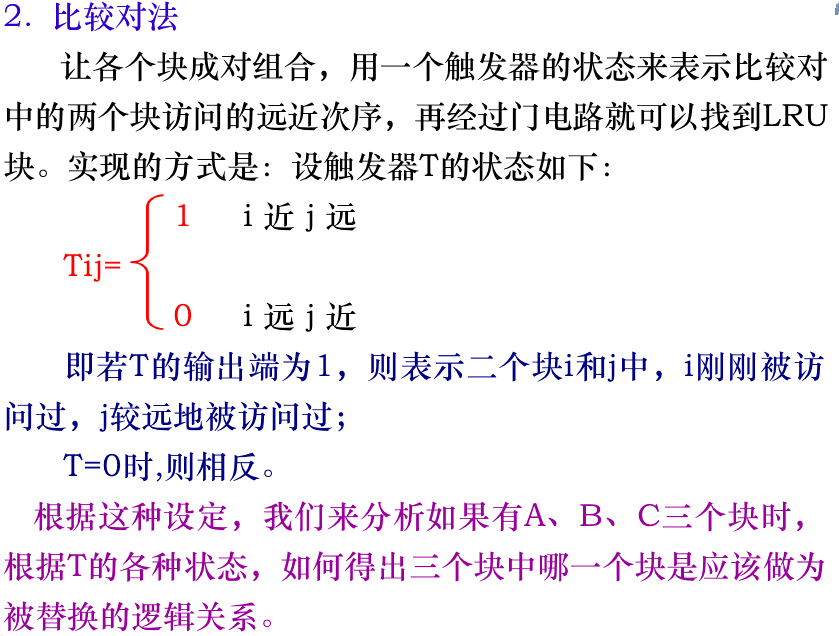 2. 比较对法
让各个块成对组合，用一个触发器的状态来表示比较对
中的两个块访问的远近次序，再经过门电路就可以找到LRU
块。实现的方式是：设触发器T的状态如下：
1 i 近 j 远
Tij=
0 i 远 j 近
即若T的输出端为1，则表示二个块i和j中，i刚刚被访
问过，j较远地被访问过；
T=0时,则相反。
根据这种设定，我们来分析如果有A、B、C三个块时，
根据T的各种状态，如何得出三个块中哪一个块是应该做为
被替换的逻辑关系。